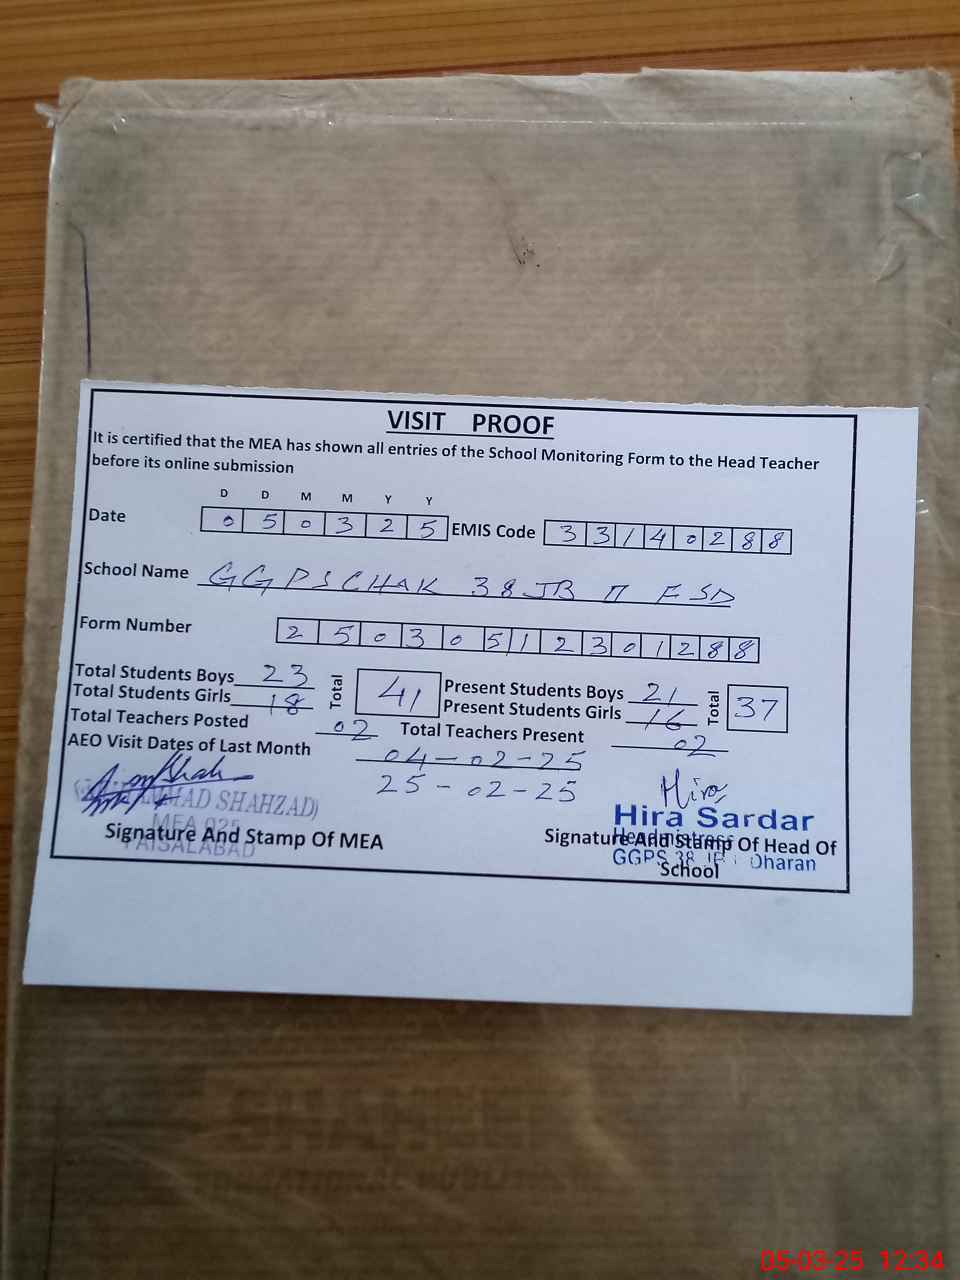 VISIT PROOF
It is certified that the MEA has shown all entries of the School Monitoring Form to the Head Teacher
before its online submission
D D M M Y Y
Date 0 5 0 3 2 5 EMIS Code 3 3 1 4 0 2 8 8
School Name GGPS CHAK 38 JB II FSD
Form Number 2 5 0 3 0 5 1 2 3 0 1 2 8 8
Total Students Boys 23 Total 41 Present Students Boys 21 Total 37
Total Students Girls 18 Present Students Girls 16
Total Teachers Posted 02 Total Teachers Present 02
AEO Visit Dates of Last Month 04-02-25
25-02-25
Hira
SHAHZAD)
Hira Sardar
MEA 025
Headmistress
Signature And Stamp Of MEA
Signature And Stamp Of Head Of
School
FAISALABAD
GGPS 38 Dharan
05-03-25 12:34